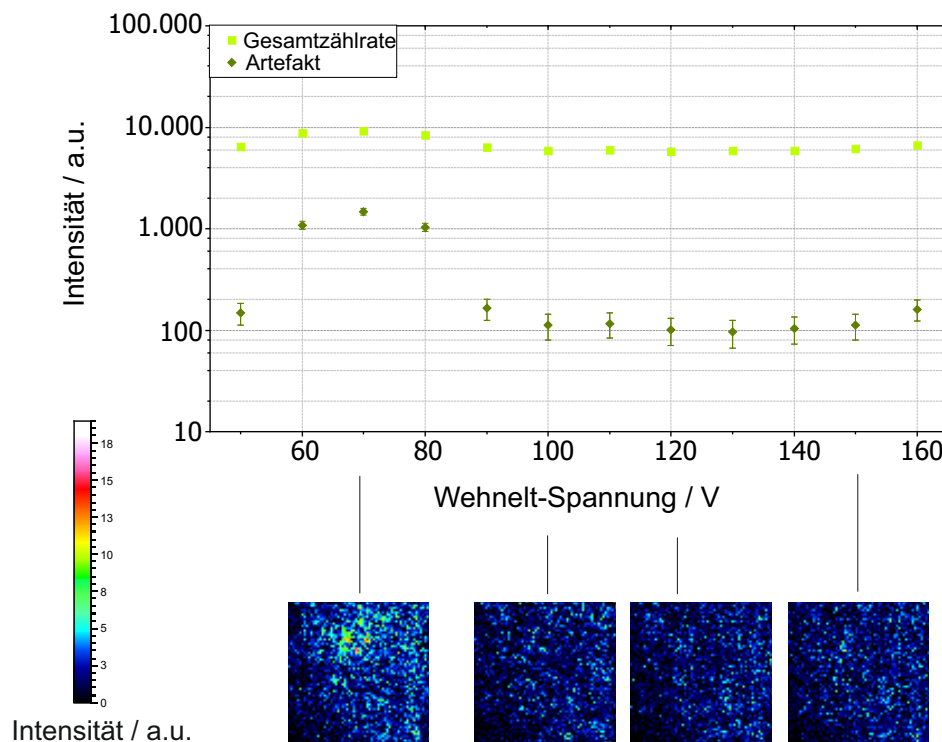 100.000
Gesamtzählrate
Artefakt
10.000
1.000
100
10
Intensität / a.u.
60 80 100 120 140 160
Wehnelt-Spannung / V
18
15
13
10
8
5
3
0
Intensität / a.u.